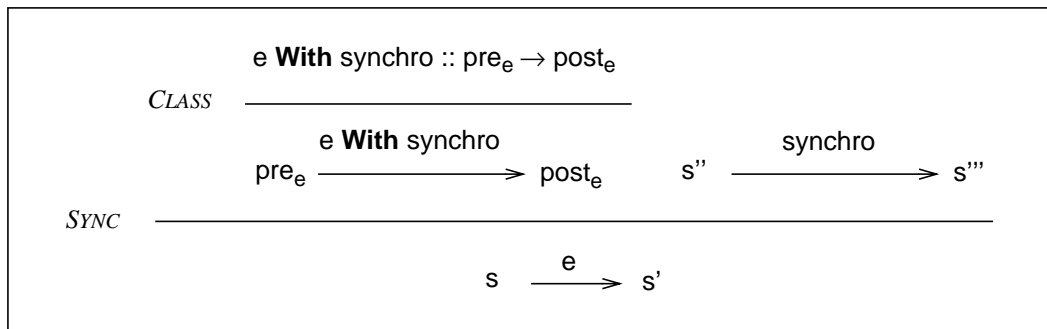 e With synchro :: pre_e → post_e
CLASS
e With synchro synchro
pre_e post_e s'' s'''
SYNC
e
s s'